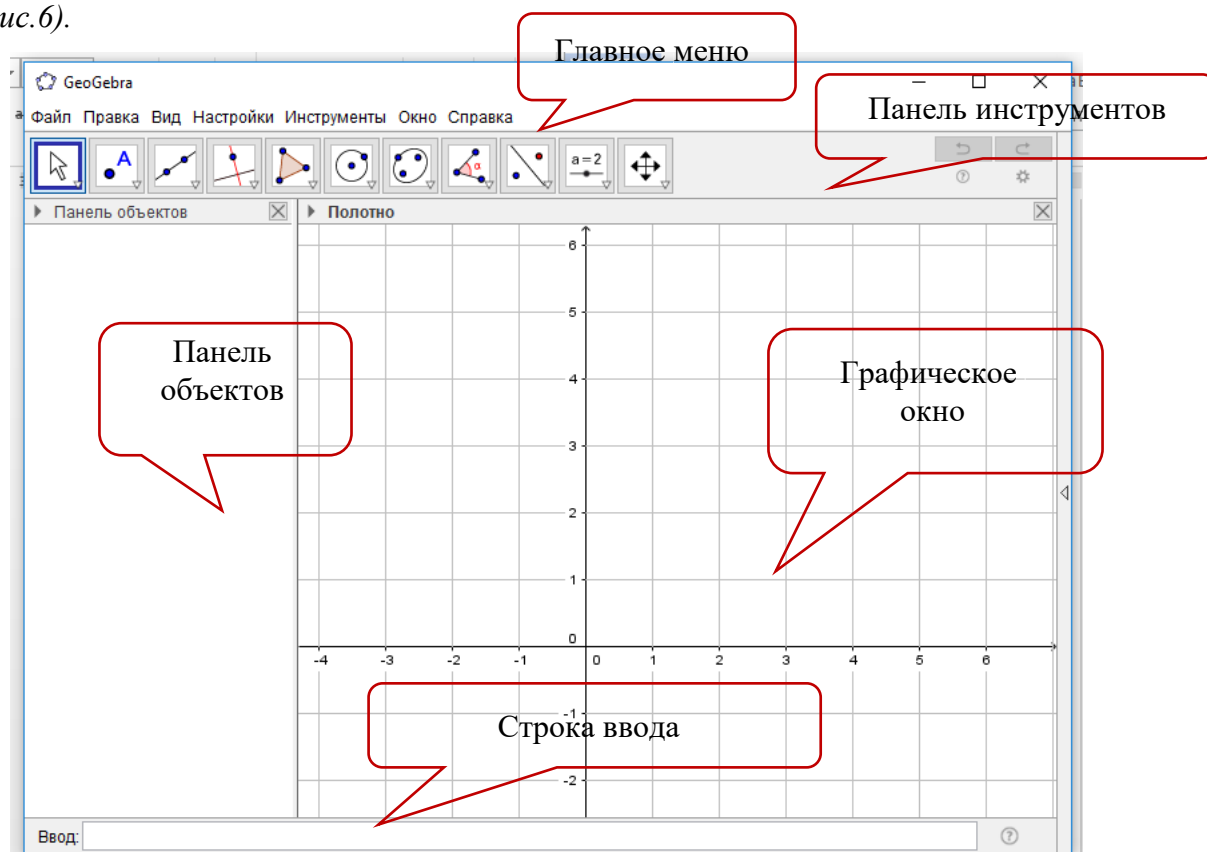 ис.6).
Главное меню
GeoGebra
Панель инструментов
Файл Правка Вид Настройки Инструменты Окно Справка
A
α
a=2
Панель объектов
Полотно
6
5
Панель
объектов
Графическое
окно
4
3
2
1
0
-4 -3 -2 -1 0 1 2 3 4 5 6
-1
Строка ввода
-2
Ввод: